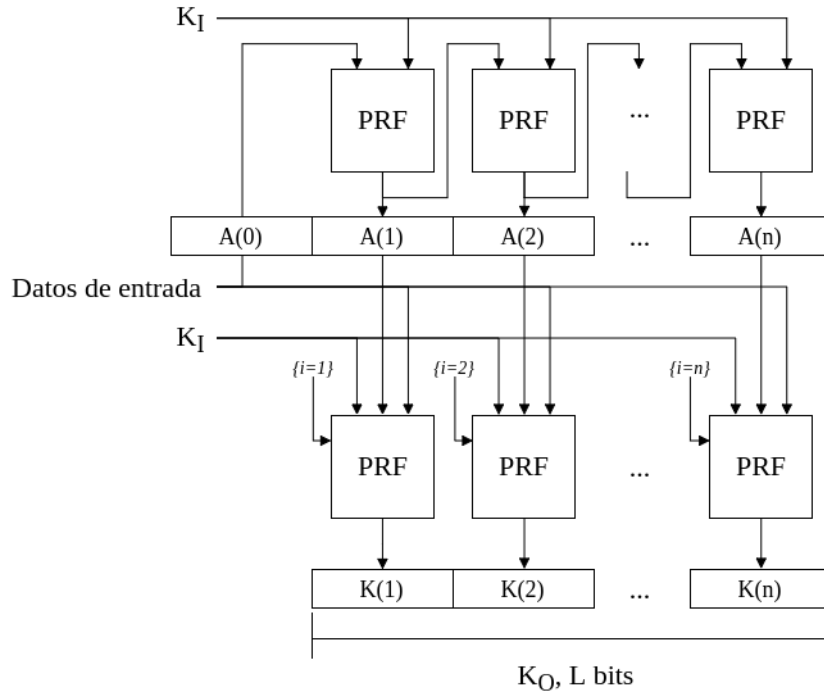 K_I
PRF PRF ... PRF
A(0) A(1) A(2) ... A(n)
Datos de entrada
K_I
{i=1} {i=2} {i=n}
PRF PRF ... PRF
K(1) K(2) ... K(n)
K_O, L bits